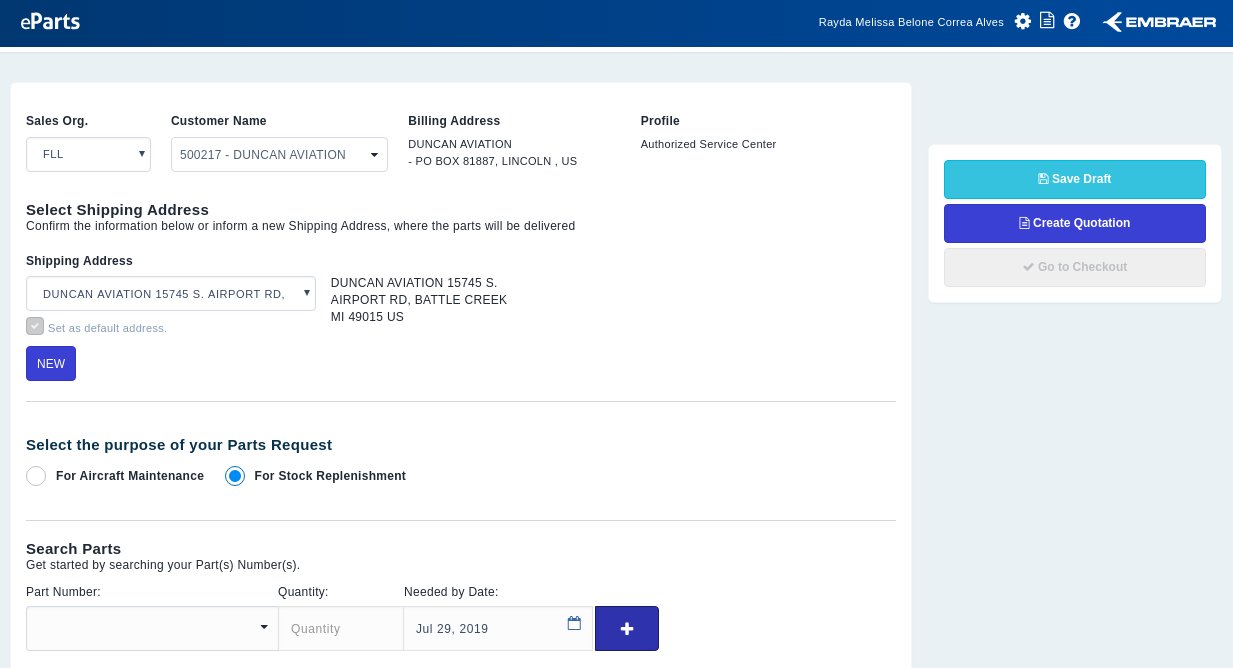 eParts
Rayda Melissa Belone Correa Alves
EMBRAER
Sales Org.
Customer Name
Billing Address
Profile
FLL
500217 - DUNCAN AVIATION
DUNCAN AVIATION
- PO BOX 81887, LINCOLN , US
Authorized Service Center
Save Draft
Create Quotation
Go to Checkout
Select Shipping Address
Confirm the information below or inform a new Shipping Address, where the parts will be delivered
Shipping Address
DUNCAN AVIATION 15745 S. AIRPORT RD,
DUNCAN AVIATION 15745 S.
AIRPORT RD, BATTLE CREEK
MI 49015 US
Set as default address.
NEW
Select the purpose of your Parts Request
For Aircraft Maintenance
For Stock Replenishment
Search Parts
Get started by searching your Part(s) Number(s).
Part Number:
Quantity:
Needed by Date:
Quantity
Jul 29, 2019